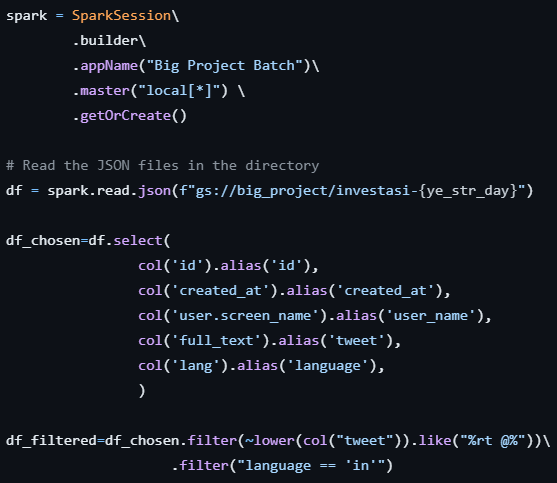 spark = SparkSession\
.builder\
.appName("Big Project Batch")\
.master("local[*]") \
.getOrCreate()
# Read the JSON files in the directory
df = spark.read.json(f"gs://big_project/investasi-{ye_str_day}")
df_chosen=df.select(
col('id').alias('id'),
col('created_at').alias('created_at'),
col('user.screen_name').alias('user_name'),
col('full_text').alias('tweet'),
col('lang').alias('language'),
)
df_filtered=df_chosen.filter(~lower(col("tweet")).like("%rt @%"))\
.filter("language == 'in'")